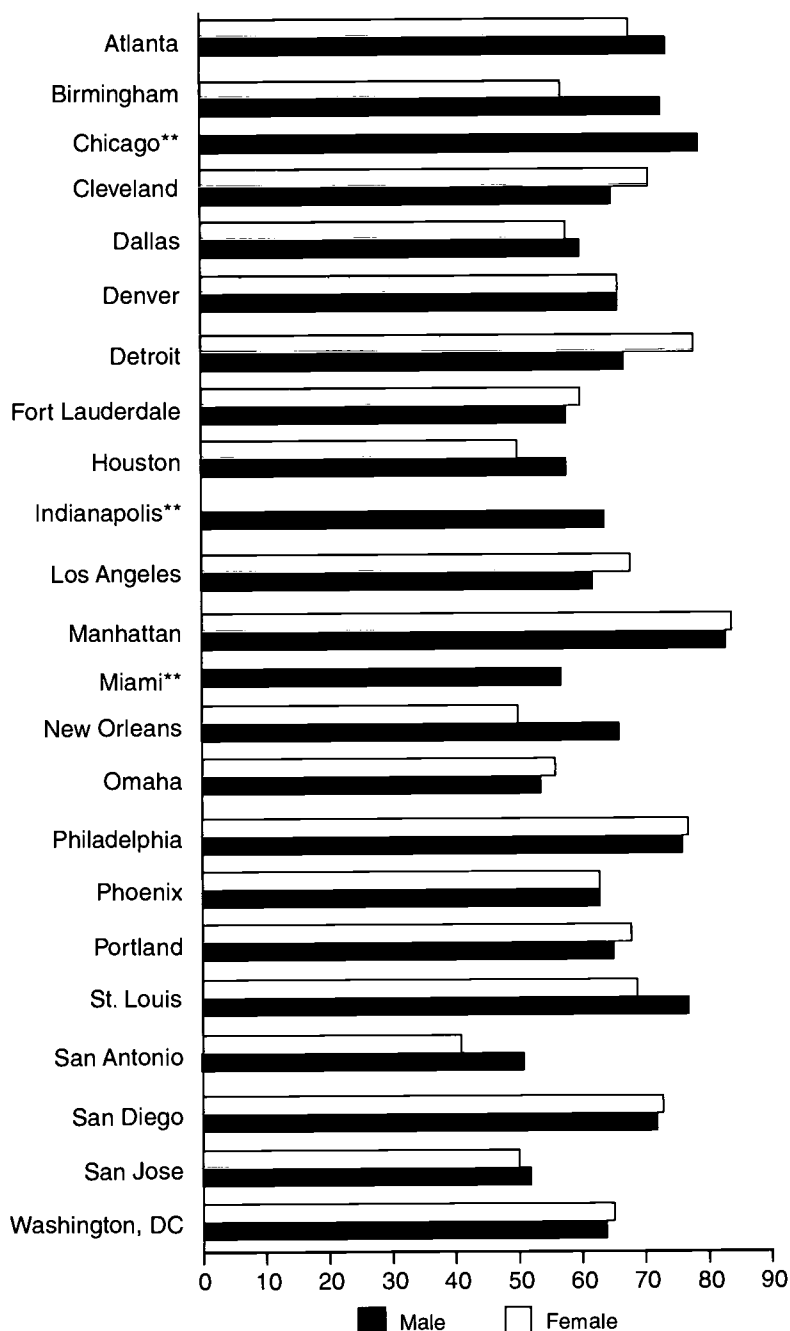 Atlanta
Birmingham
Chicago**
Cleveland
Dallas
Denver
Detroit
Fort Lauderdale
Houston
Indianapolis**
Los Angeles
Manhattan
Miami**
New Orleans
Omaha
Philadelphia
Phoenix
Portland
St. Louis
San Antonio
San Diego
San Jose
Washington, DC
0 10 20 30 40 50 60 70 80 90
Male Female